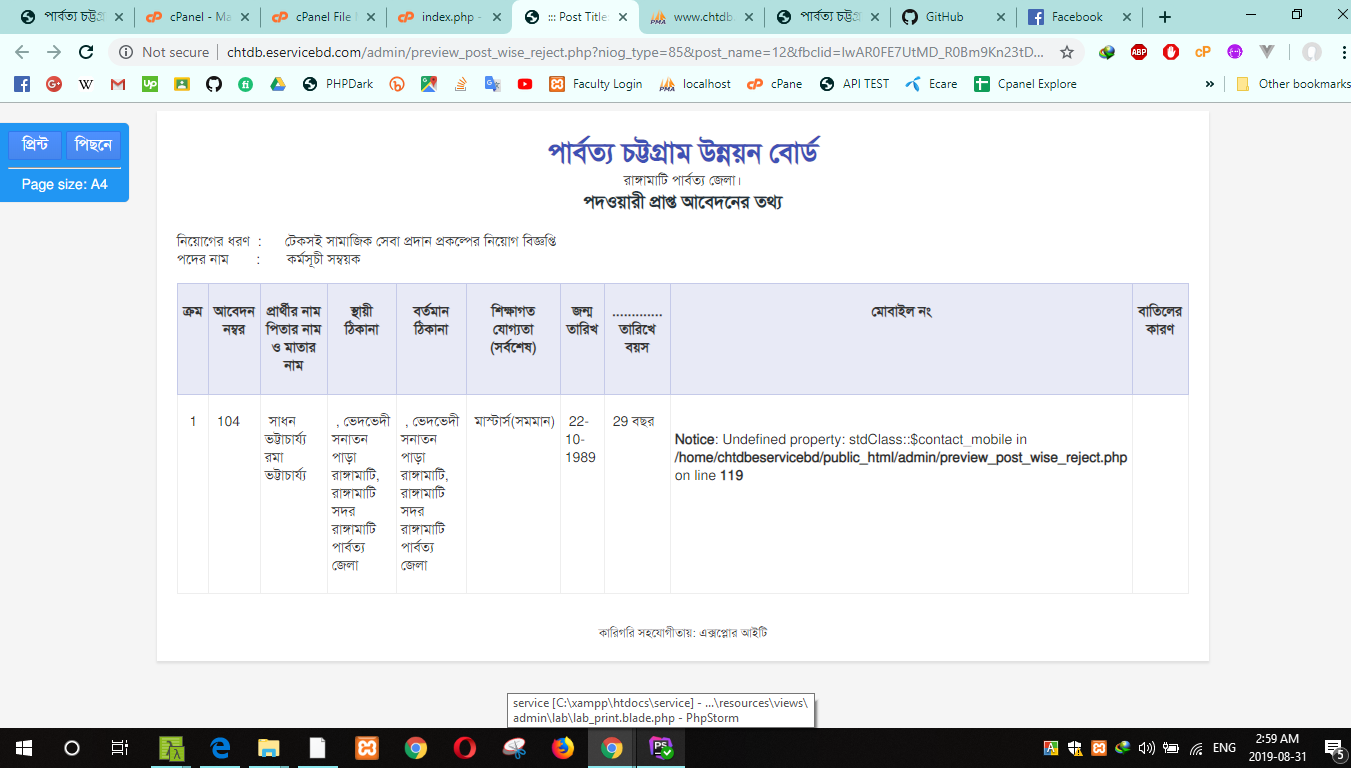 পার্বত্য চট্টগ্
cPanel - Ma
cPanel File
index.php -
::: Post Title:
www.chtdb.
পার্বত্য চট্টগ্
GitHub
Facebook
Not secure | chtdb.eservicebd.com/admin/preview_post_wise_reject.php?niog_type=85&post_name=12&fbclid=IwAR0FE7UtMD_R0Bm9Kn23tD...
PHPDark
Faculty Login
localhost
cPane
API TEST
Ecare
Cpanel Explore
» Other bookmarks
প্রিন্ট পিছনে
Page size: A4
পার্বত্য চট্টগ্রাম উন্নয়ন বোর্ড
রাঙ্গামাটি পার্বত্য জেলা।
পদওয়ারী প্রাপ্ত আবেদনের তথ্য
নিয়োগের ধরণ : টেকসই সামাজিক সেবা প্রদান প্রকল্পের নিয়োগ বিজ্ঞপ্তি
পদের নাম : কর্মসূচী সম্বয়ক
ক্রম
আবেদন
নম্বর
প্রার্থীর নাম
পিতার নাম
ও মাতার
নাম
স্থায়ী
ঠিকানা
বর্তমান
ঠিকানা
শিক্ষাগত
যোগ্যতা
(সর্বশেষ)
জন্ম
তারিখ
............
তারিখে
বয়স
মোবাইল নং
বাতিলের
কারণ
1
104
সাধন
ভট্টাচার্য্য
রমা
ভট্টাচার্য্য
, ভেদভেদী
সনাতন
পাড়া
রাঙ্গামাটি,
রাঙ্গামাটি
সদর
রাঙ্গামাটি
পার্বত্য
জেলা
, ভেদভেদী
সনাতন
পাড়া
রাঙ্গামাটি,
রাঙ্গামাটি
সদর
রাঙ্গামাটি
পার্বত্য
জেলা
মাস্টার্স(সমমান)
22-
10-
1989
29 বছর
Notice: Undefined property: stdClass::$contact_mobile in
/home/chtdbeservicebd/public_html/admin/preview_post_wise_reject.php
on line 119
কারিগরি সহযোগীতায়: এক্সপ্লোর আইটি
service [C:\xampp\htdocs\service] - ...\resources\views\
admin\lab\lab_print.blade.php - PhpStorm
ENG
2:59 AM
2019-08-31
5